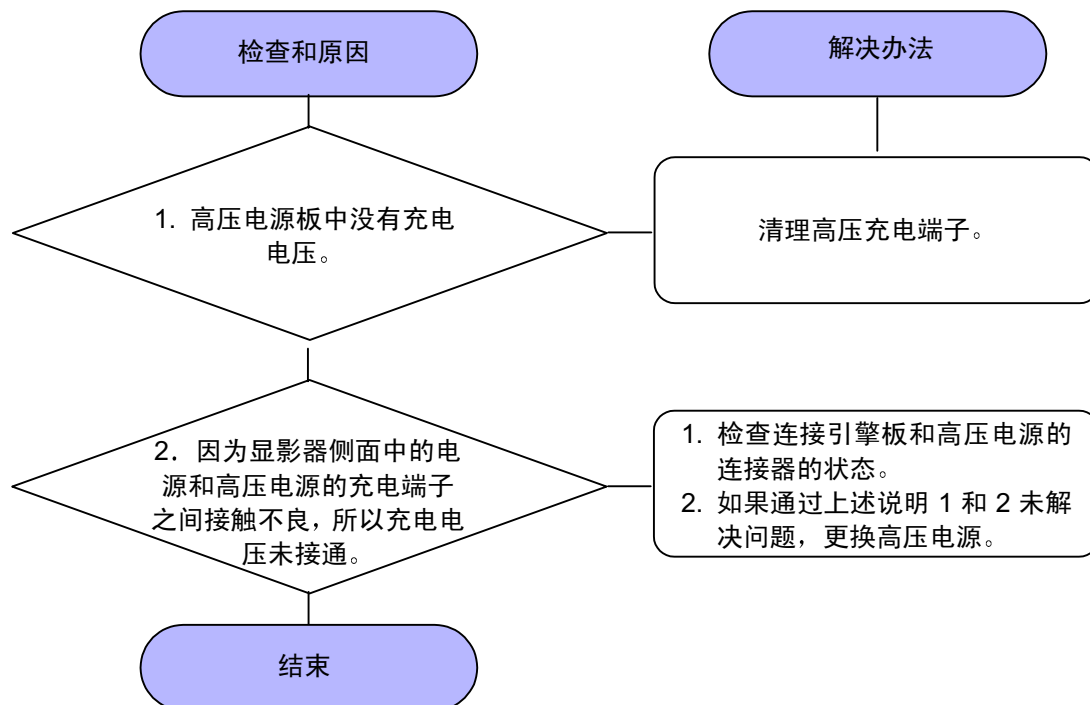 检查和原因
解决办法
1. 高压电源板中没有充电
电压。
清理高压充电端子。
2. 因为显影器侧面中的电
源和高压电源的充电端子
之间接触不良，所以充电电
压未接通。
1. 检查连接引擎板和高压电源的
连接器的状态。
2. 如果通过上述说明 1 和 2 未解
决问题，更换高压电源。
结束